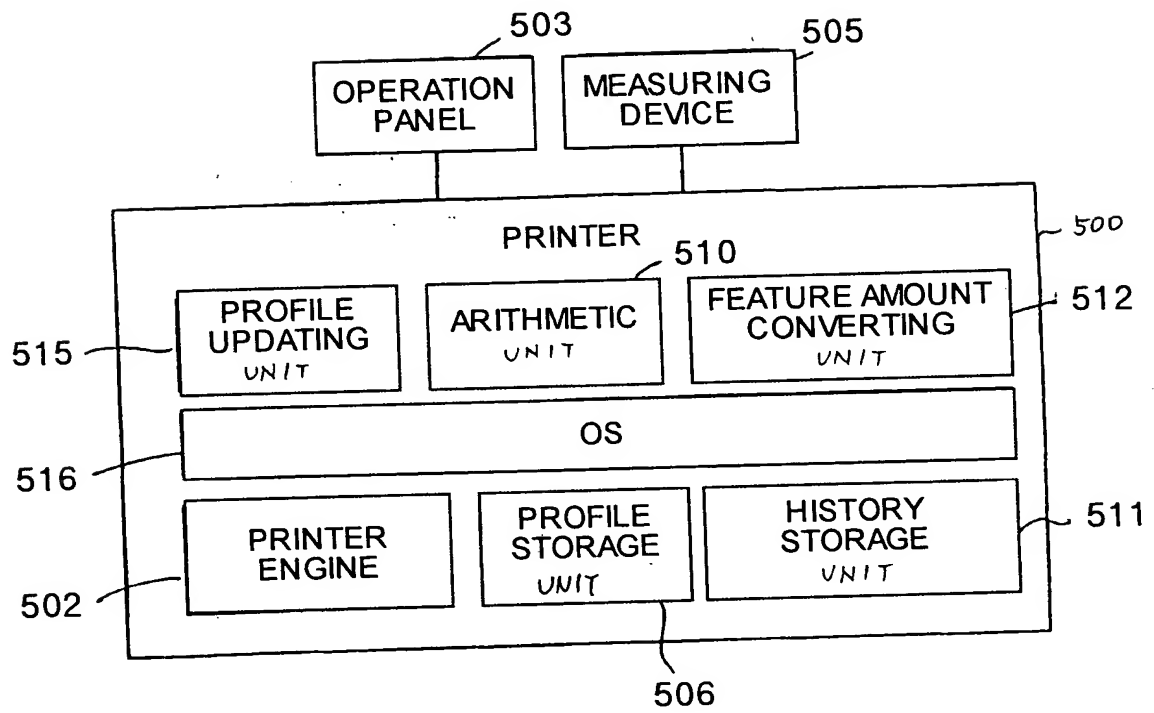 503
505
OPERATION
PANEL
MEASURING
DEVICE
PRINTER
500
510
PROFILE
UPDATING
UNIT
ARITHMETIC
UNIT
FEATURE AMOUNT
CONVERTING
UNIT
512
515
OS
516
PRINTER
ENGINE
PROFILE
STORAGE
UNIT
HISTORY
STORAGE
UNIT
511
502
506